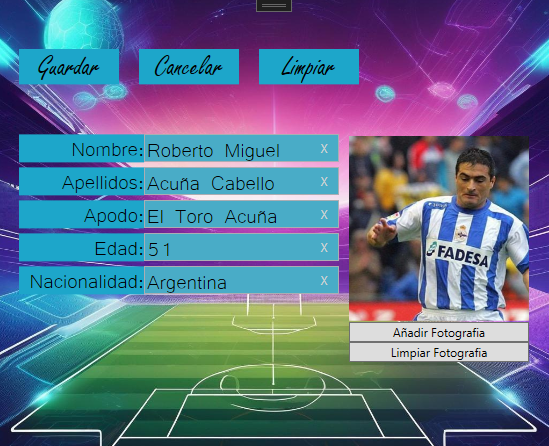 Guardar Cancelar Limpiar
Nombre: Roberto Miguel X
Apellidos: Acuña Cabello X
Apodo: El Toro Acuña X
Edad: 51 X
Nacionalidad: Argentina X
FADESA
Añadir Fotografia
Limpiar Fotografia